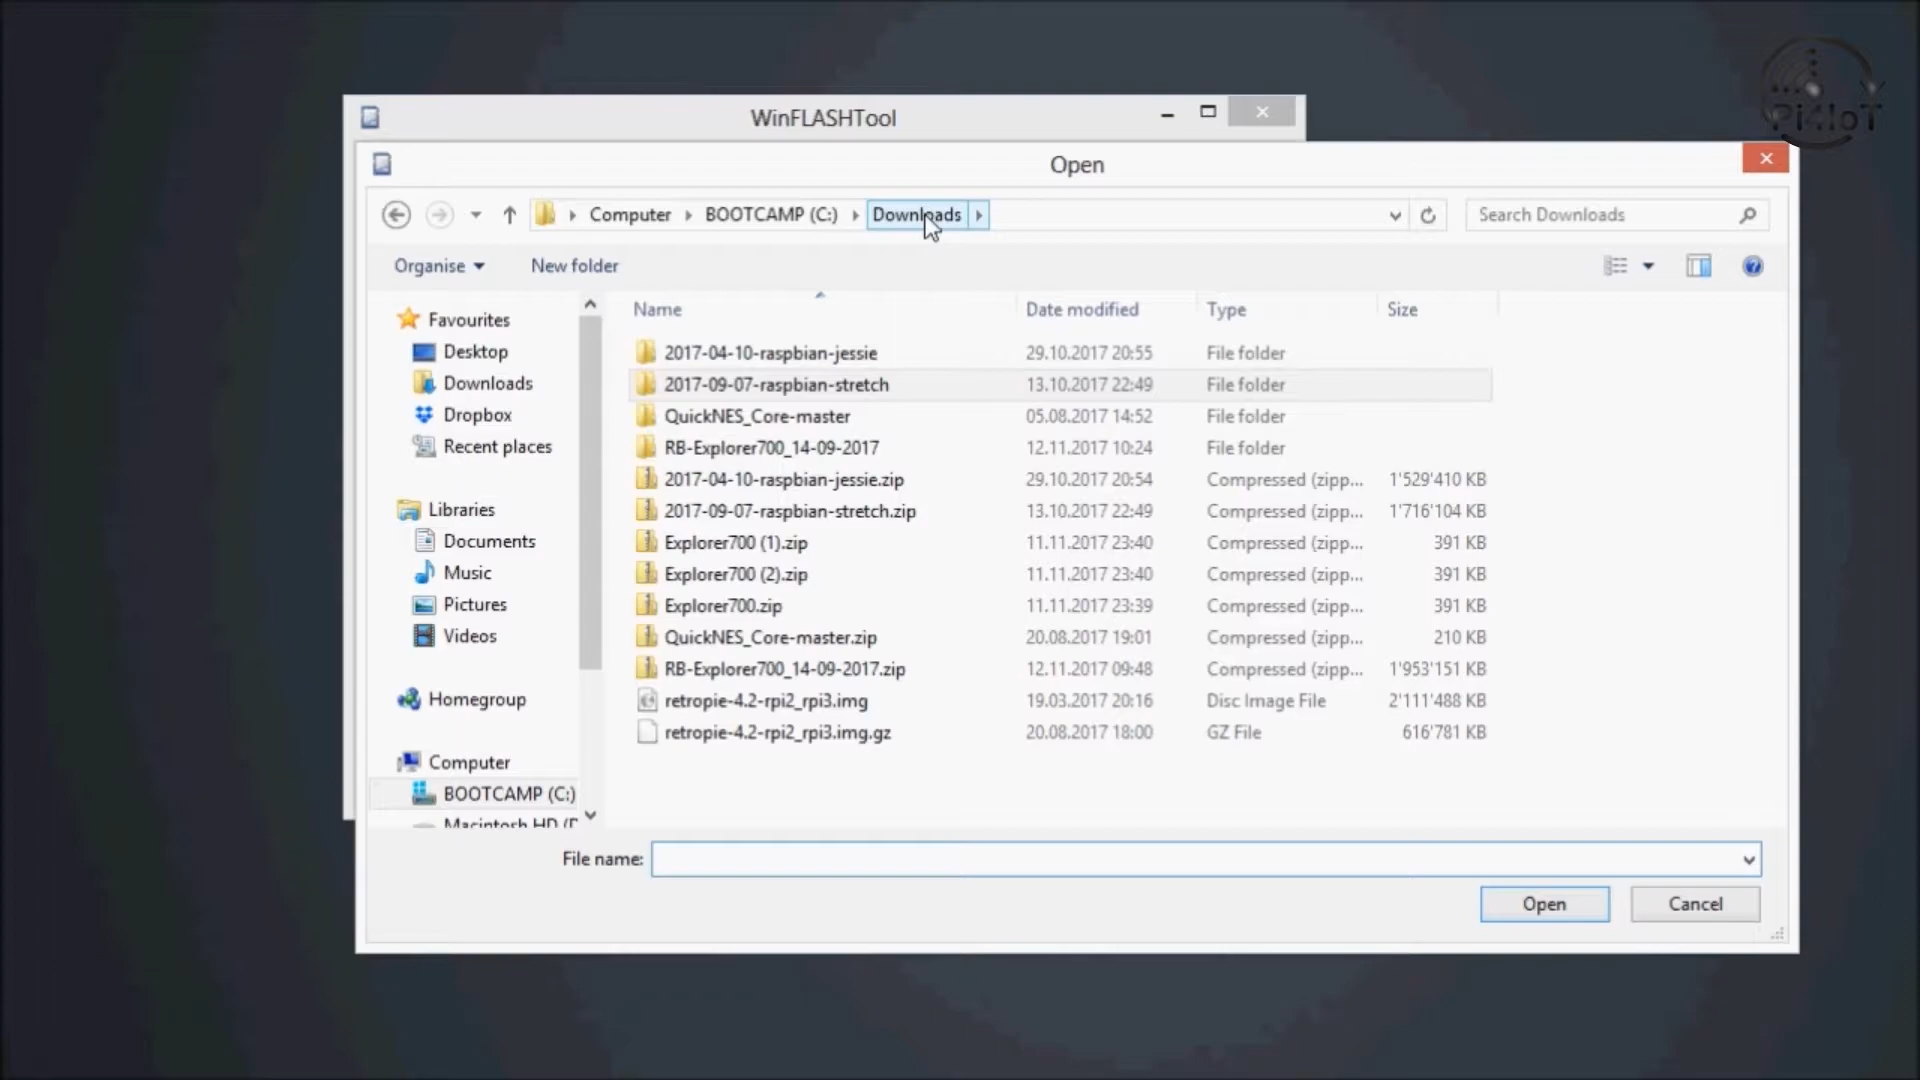 Pi4IoT
WinFLASHTool
Open
Computer BOOTCAMP (C:) Downloads
Search Downloads
Organise New folder
Name Date modified Type Size
2017-04-10-raspbian-jessie 29.10.2017 20:55 File folder
2017-09-07-raspbian-stretch 13.10.2017 22:49 File folder
QuickNES_Core-master 05.08.2017 14:52 File folder
RB-Explorer700_14-09-2017 12.11.2017 10:24 File folder
2017-04-10-raspbian-jessie.zip 29.10.2017 20:54 Compressed (zipp... 1'529'410 KB
2017-09-07-raspbian-stretch.zip 13.10.2017 22:49 Compressed (zipp... 1'716'104 KB
Explorer700 (1).zip 11.11.2017 23:40 Compressed (zipp... 391 KB
Explorer700 (2).zip 11.11.2017 23:40 Compressed (zipp... 391 KB
Explorer700.zip 11.11.2017 23:39 Compressed (zipp... 391 KB
QuickNES_Core-master.zip 20.08.2017 19:01 Compressed (zipp... 210 KB
RB-Explorer700_14-09-2017.zip 12.11.2017 09:48 Compressed (zipp... 1'953'151 KB
retropie-4.2-rpi2_rpi3.img 19.03.2017 20:16 Disc Image File 2'111'488 KB
retropie-4.2-rpi2_rpi3.img.gz 20.08.2017 18:00 GZ File 616'781 KB
Favourites
Desktop
Downloads
Dropbox
Recent places
Libraries
Documents
Music
Pictures
Videos
Homegroup
Computer
BOOTCAMP (C:)
Macintosh HD
File name:
Open Cancel